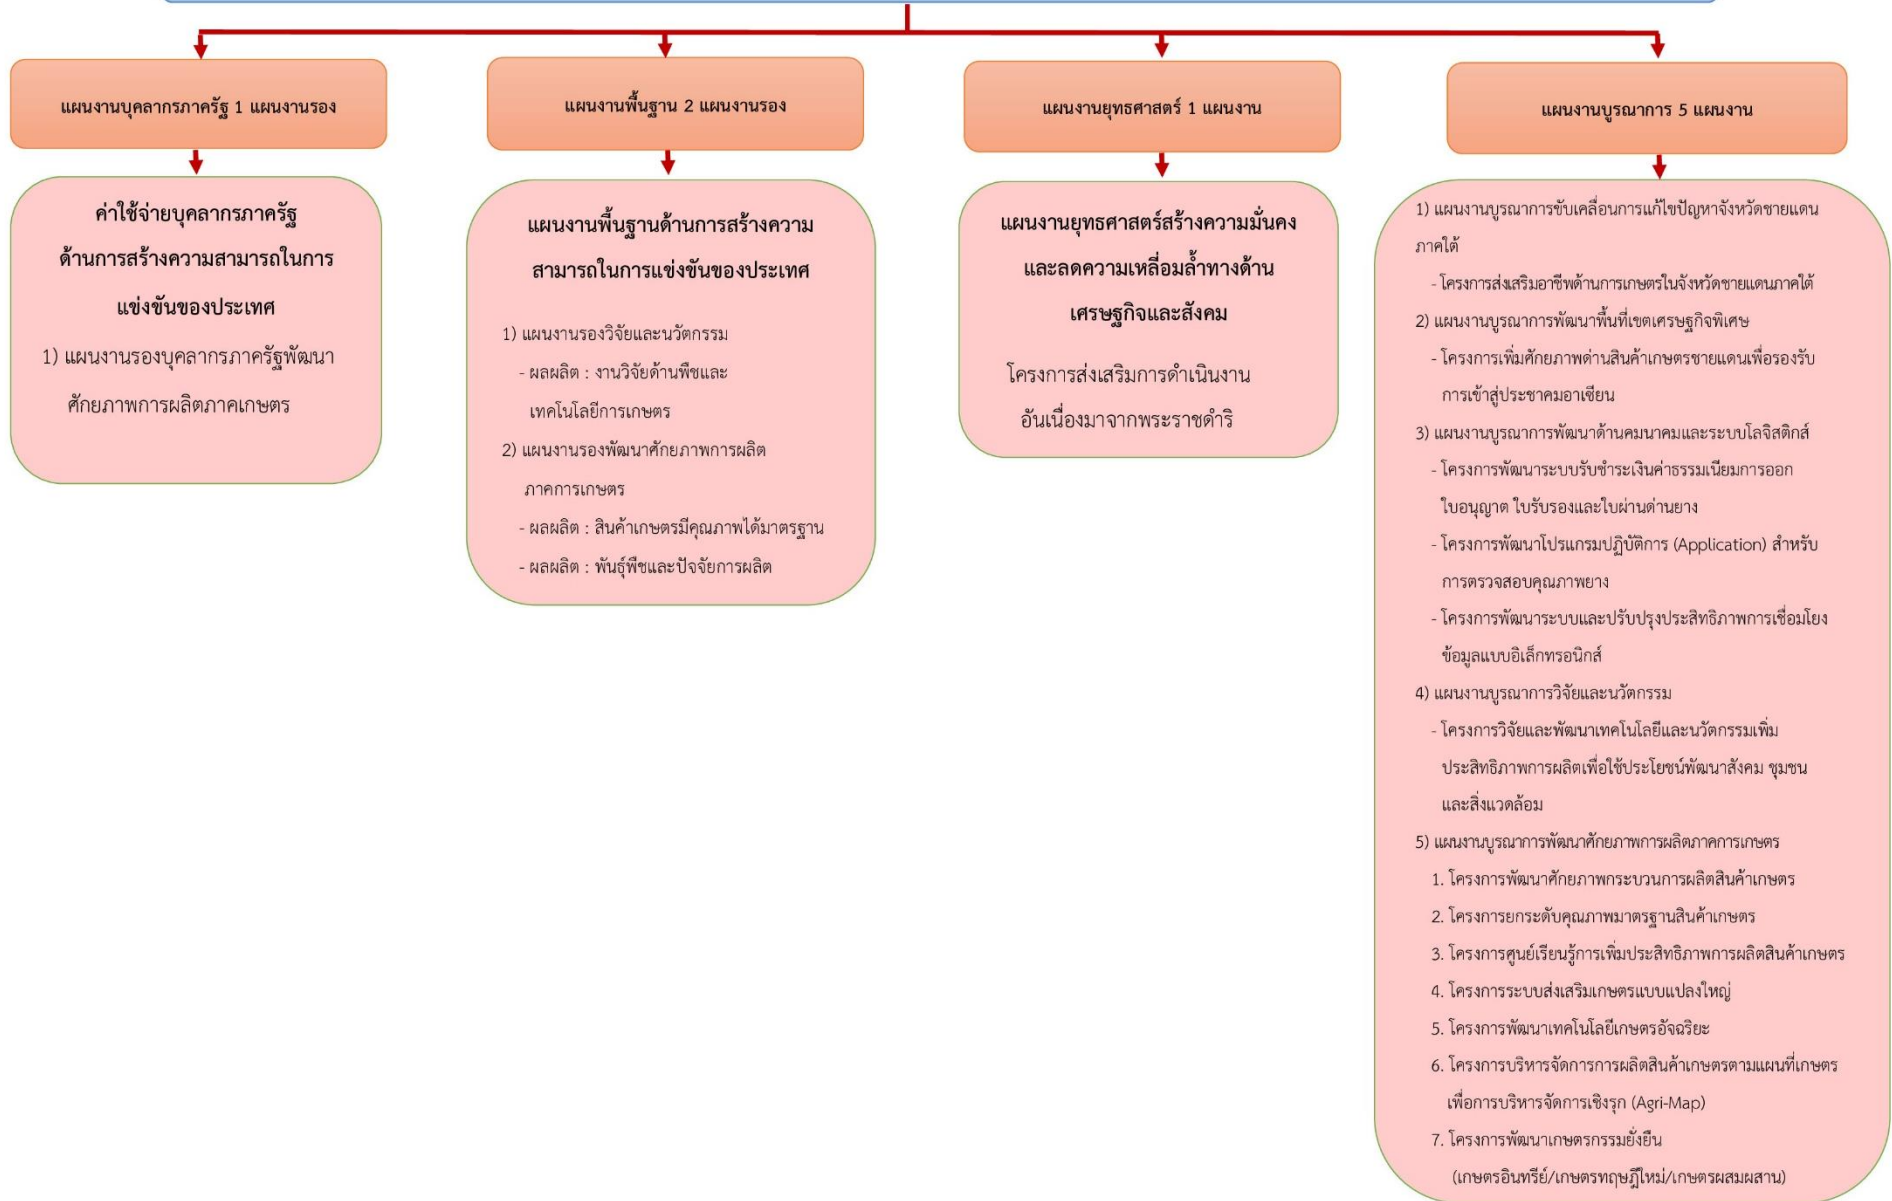 แผนงานบุคลากรภาครัฐ 1 แผนงานรอง
แผนงานพื้นฐาน 2 แผนงานรอง
แผนงานยุทธศาสตร์ 1 แผนงาน
แผนงานบูรณาการ 5 แผนงาน
ค่าใช้จ่ายบุคลากรภาครัฐ
ด้านการสร้างความสามารถในการ
แข่งขันของประเทศ
1) แผนงานรองบุคลากรภาครัฐพัฒนา
ศักยภาพการผลิตภาคเกษตร
แผนงานพื้นฐานด้านการสร้างความ
สามารถในการแข่งขันของประเทศ
1) แผนงานรองวิจัยและนวัตกรรม
- ผลผลิต : งานวิจัยด้านพืชและ
เทคโนโลยีการเกษตร
2) แผนงานรองพัฒนาศักยภาพการผลิต
ภาคการเกษตร
- ผลผลิต : สินค้าเกษตรมีคุณภาพได้มาตรฐาน
- ผลผลิต : พันธุ์พืชและปัจจัยการผลิต
แผนงานยุทธศาสตร์สร้างความมั่นคง
และลดความเหลื่อมล้ำทางด้าน
เศรษฐกิจและสังคม
โครงการส่งเสริมการดำเนินงาน
อันเนื่องมาจากพระราชดำริ
1) แผนงานบูรณาการขับเคลื่อนการแก้ไขปัญหาจังหวัดชายแดน
ภาคใต้
- โครงการส่งเสริมอาชีพด้านการเกษตรในจังหวัดชายแดนภาคใต้
2) แผนงานบูรณาการพัฒนาพื้นที่เขตเศรษฐกิจพิเศษ
- โครงการเพิ่มศักยภาพด่านสินค้าเกษตรชายแดนเพื่อรองรับ
การเข้าสู่ประชาคมอาเซียน
3) แผนงานบูรณาการพัฒนาด้านคมนาคมและระบบโลจิสติกส์
- โครงการพัฒนาระบบรับชำระเงินค่าธรรมเนียมการออก
ใบอนุญาต ใบรับรองและใบผ่านด่านยาง
- โครงการพัฒนาโปรแกรมปฏิบัติการ (Application) สำหรับ
การตรวจสอบคุณภาพยาง
- โครงการพัฒนาระบบและปรับปรุงประสิทธิภาพการเชื่อมโยง
ข้อมูลแบบอิเล็กทรอนิกส์
4) แผนงานบูรณาการวิจัยและนวัตกรรม
- โครงการวิจัยและพัฒนาเทคโนโลยีและนวัตกรรมเพิ่ม
ประสิทธิภาพการผลิตเพื่อใช้ประโยชน์พัฒนาสังคม ชุมชน
และสิ่งแวดล้อม
5) แผนงานบูรณาการพัฒนาศักยภาพการผลิตภาคการเกษตร
1. โครงการพัฒนาศักยภาพกระบวนการผลิตสินค้าเกษตร
2. โครงการยกระดับคุณภาพมาตรฐานสินค้าเกษตร
3. โครงการศูนย์เรียนรู้การเพิ่มประสิทธิภาพการผลิตสินค้าเกษตร
4. โครงการระบบส่งเสริมเกษตรแบบแปลงใหญ่
5. โครงการพัฒนาเทคโนโลยีเกษตรอัจฉริยะ
6. โครงการบริหารจัดการการผลิตสินค้าเกษตรตามแผนที่เกษตร
เพื่อการบริหารจัดการเชิงรุก (Agri-Map)
7. โครงการพัฒนาเกษตรกรรมยั่งยืน
(เกษตรอินทรีย์/เกษตรทฤษฎีใหม่/เกษตรผสมผสาน)